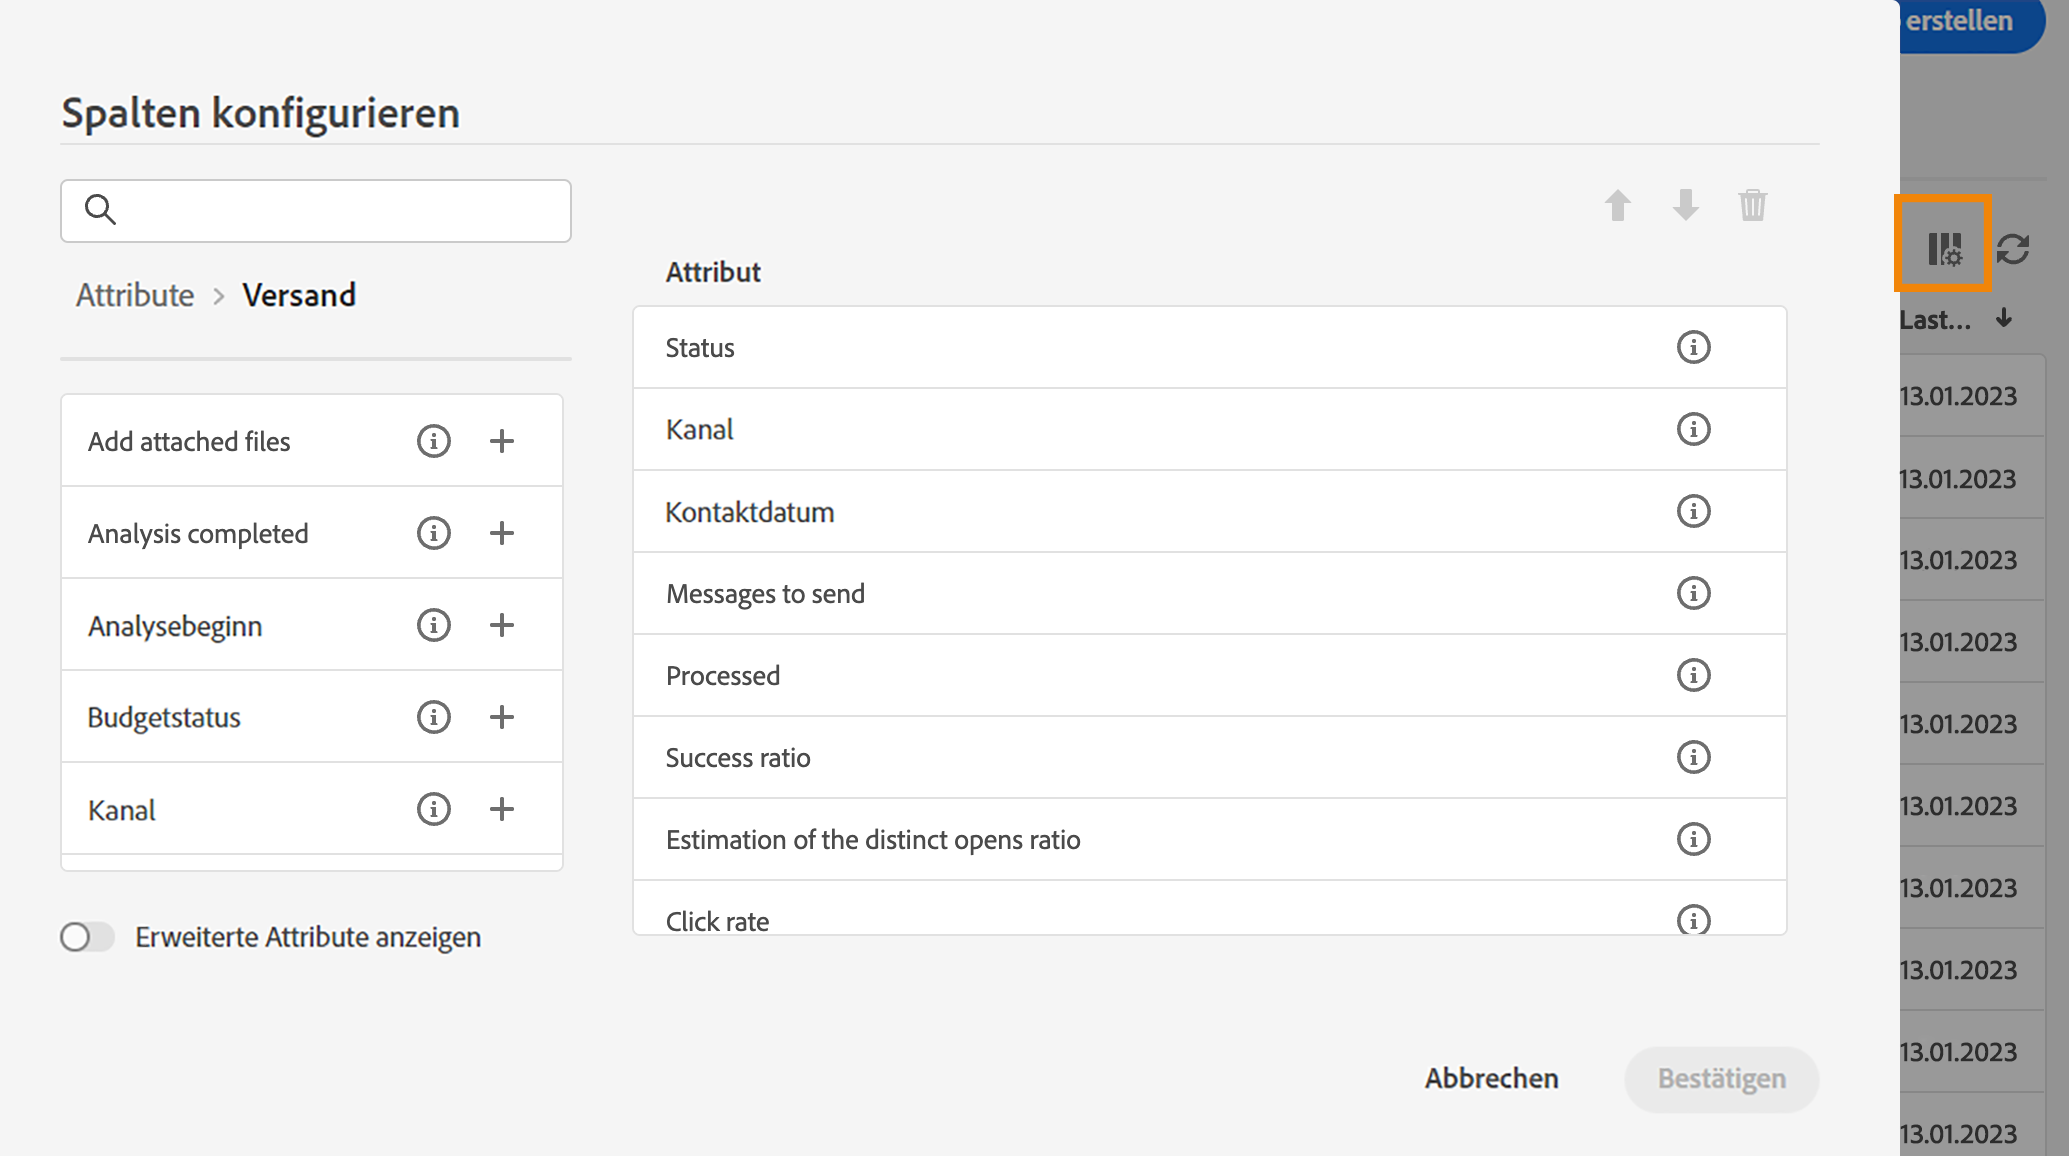 erstellen
Spalten konfigurieren
Attribute > Versand
Add attached files
Analysis completed
Analysebeginn
Budgetstatus
Kanal
Erweiterte Attribute anzeigen
Attribut
Status
Kanal
Kontaktdatum
Messages to send
Processed
Success ratio
Estimation of the distinct opens ratio
Click rate
Abbrechen
Bestätigen
Last...
13.01.2023
13.01.2023
13.01.2023
13.01.2023
13.01.2023
13.01.2023
13.01.2023
13.01.2023
13.01.2023
13.01.2023